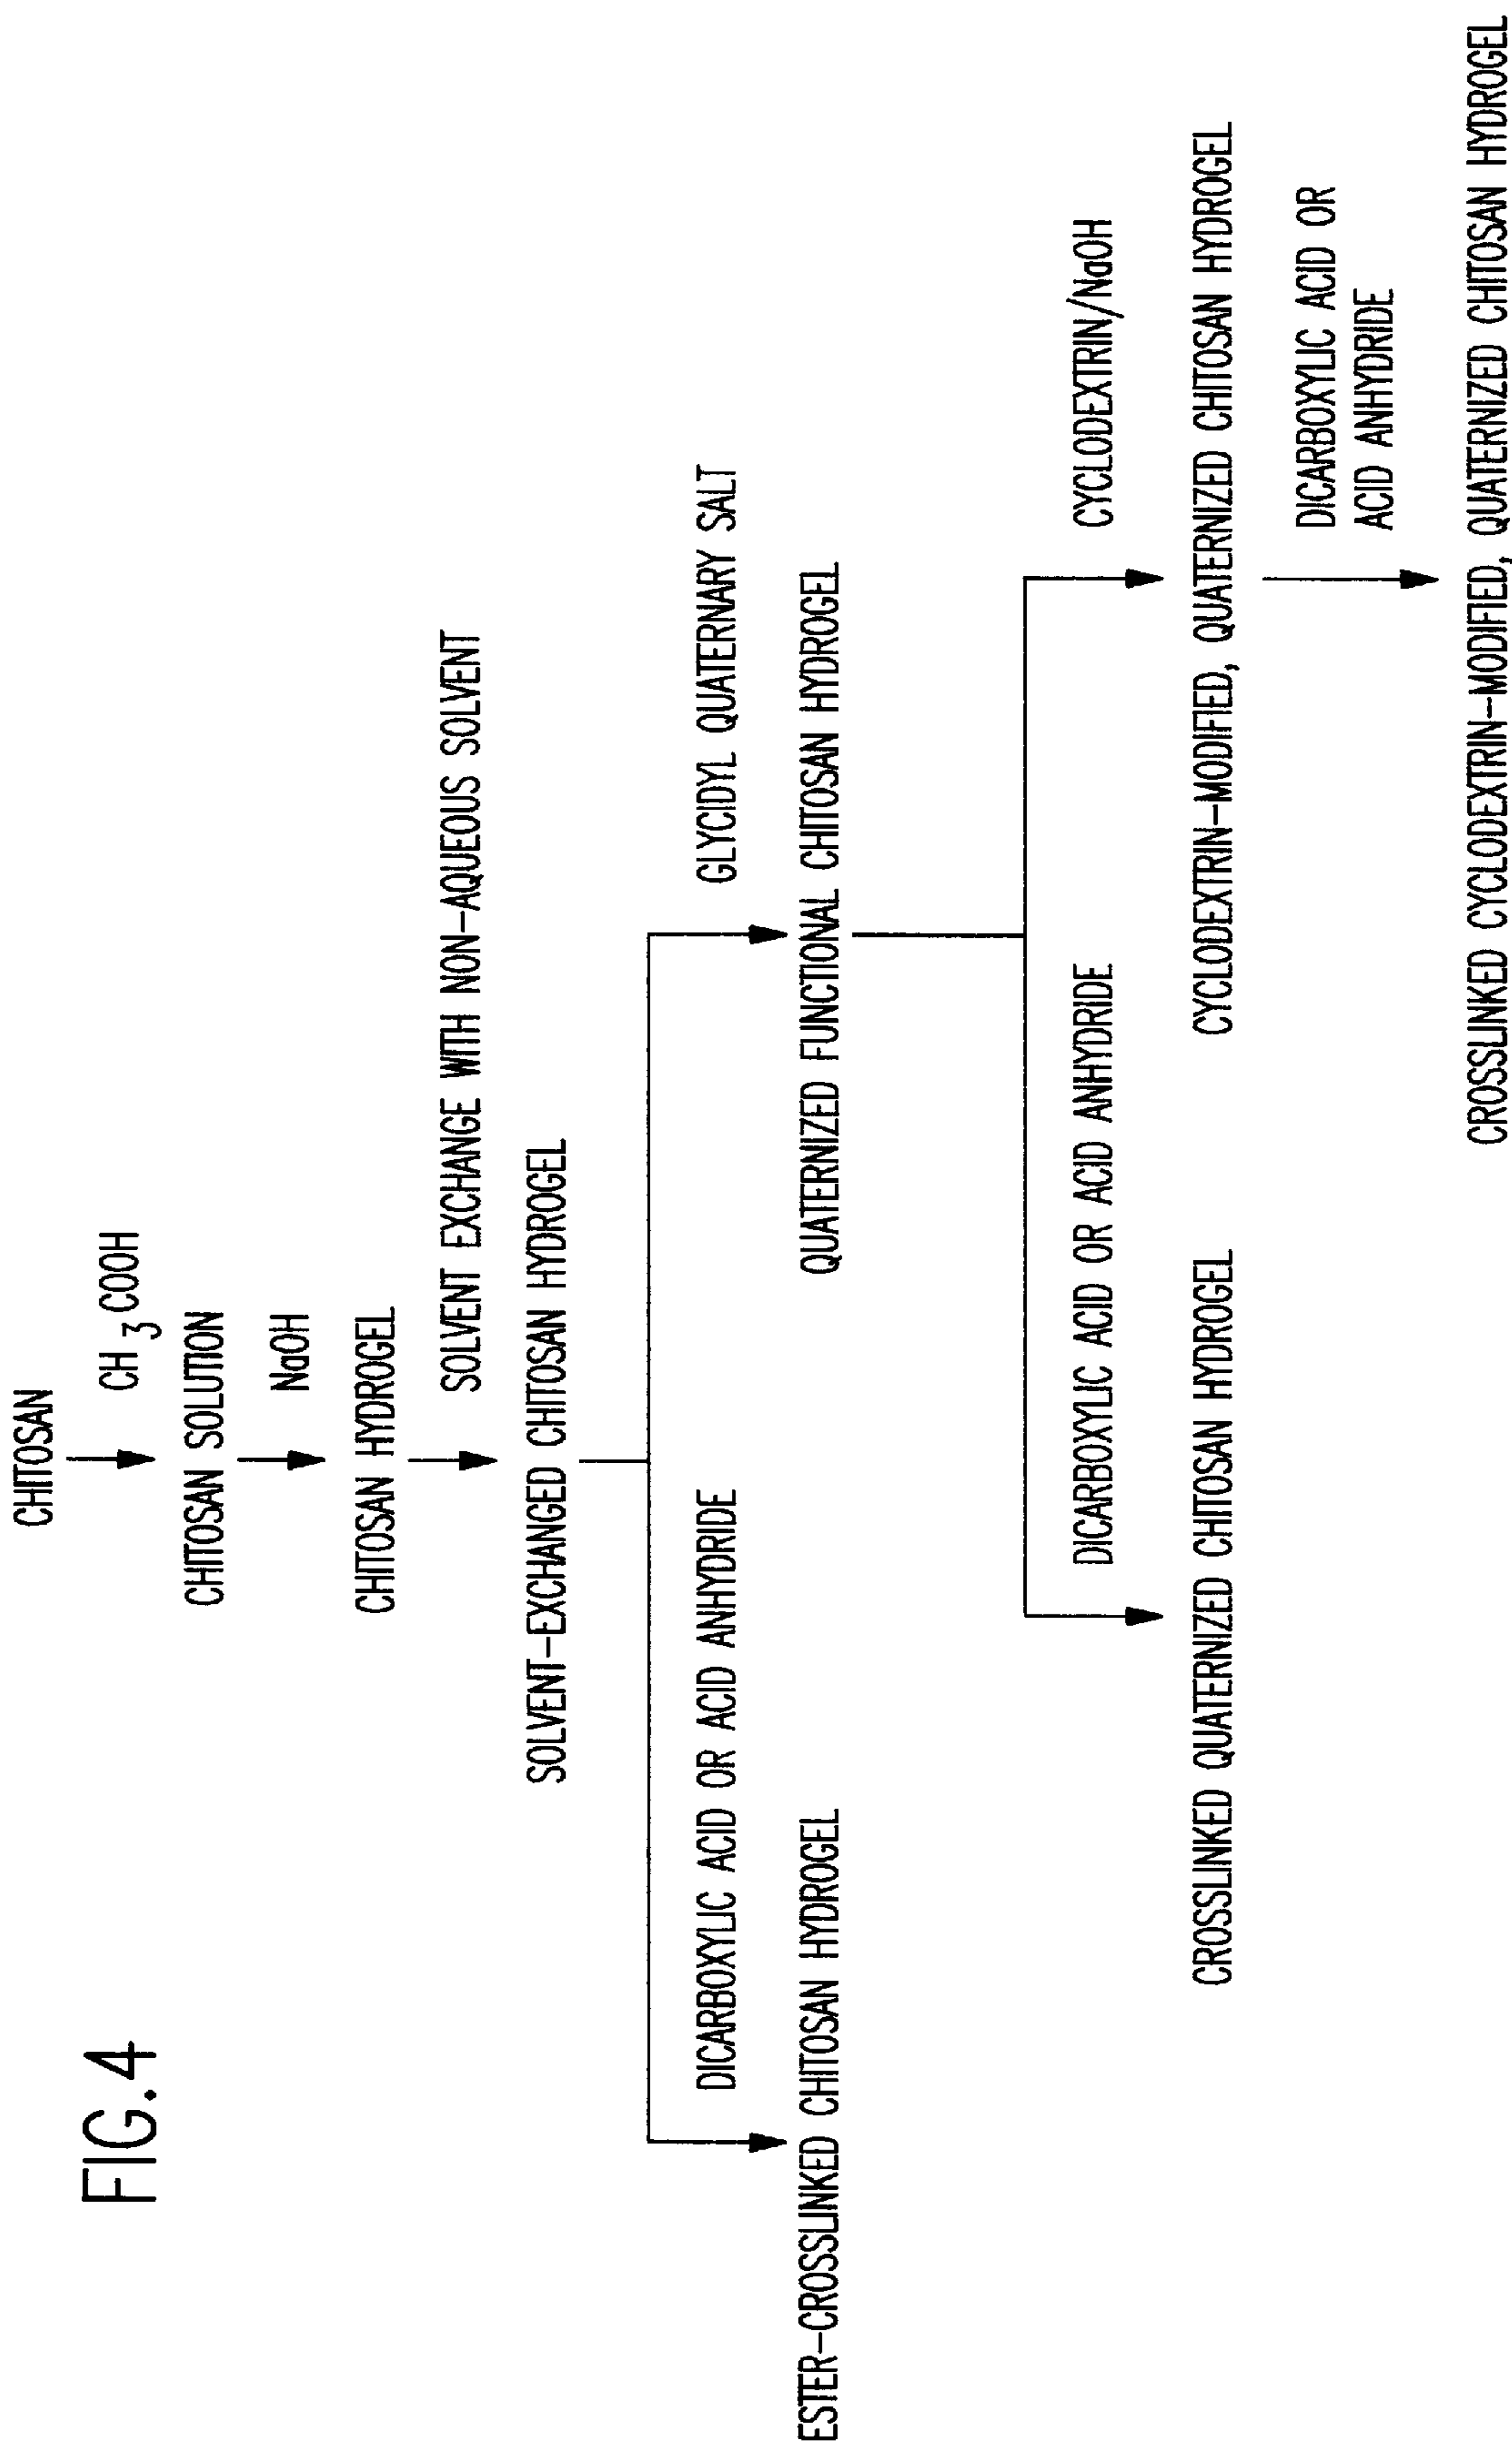 FIG.4
CHITOSAN
CH3COOH
CHITOSAN SOLUTION
NaOH
CHITOSAN HYDROGEL
SOLVENT EXCHANGE WITH NON-AQUEOUS SOLVENT
SOLVENT-EXCHANGED CHITOSAN HYDROGEL
DICARBOXYLIC ACID OR ACID ANHYDRIDE
GLYCIDYL QUATERNARY SALT
ESTER-CROSSLINKED CHITOSAN HYDROGEL
QUATERNIZED FUNCTIONAL CHITOSAN HYDROGEL
DICARBOXYLIC ACID OR ACID ANHYDRIDE
CYCLODEXTRIN/NaOH
CROSSLINKED QUATERNIZED CHITOSAN HYDROGEL
CYCLODEXTRIN-MODIFIED, QUATERNIZED CHITOSAN HYDROGEL
DICARBOXYLIC ACID OR
ACID ANHYDRIDE
CROSSLINKED CYCLODEXTRIN-MODIFIED, QUATERNIZED CHITOSAN HYDROGEL